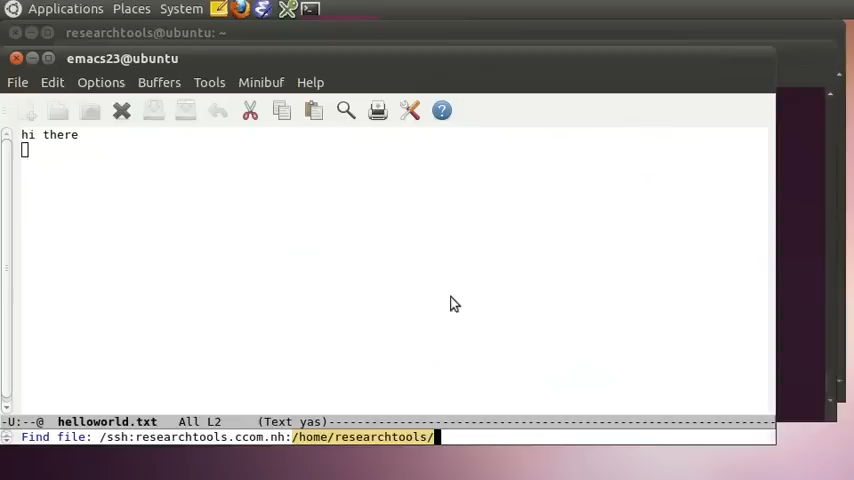 Applications Places System
researchtools@ubuntu: ~
emacs23@ubuntu
File Edit Options Buffers Tools Minibuf Help
hi there
-U:--@ helloworld.txt All L2 (Text yas)--------------------------------------------------------------
Find file: /ssh:researchtools.ccom.nh:/home/researchtools/